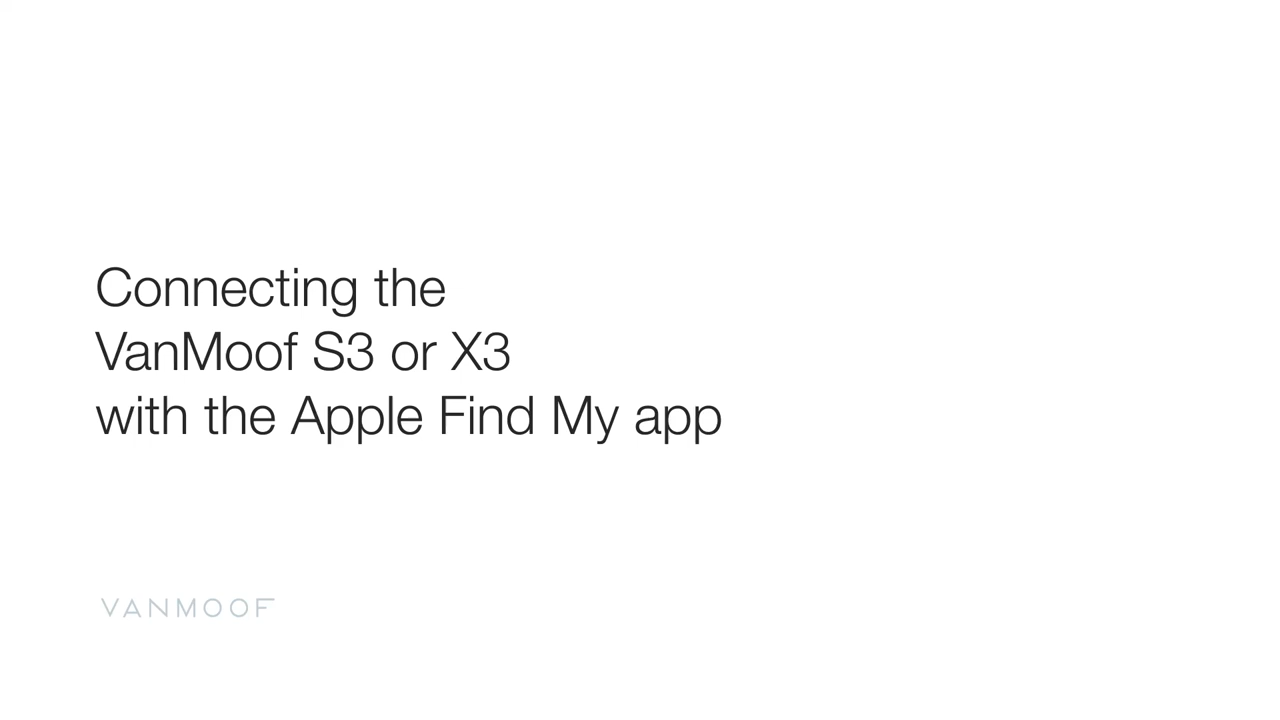 Connecting the
VanMoof S3 or X3
with the Apple Find My app
VANMOOF